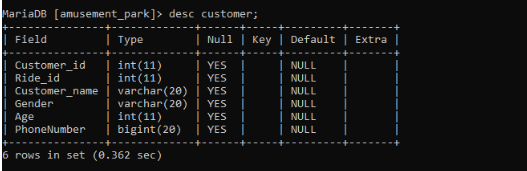 MariaDB [amusement_park]> desc customer;
+---------------+-------------+------+-----+---------+-------+
| Field         | Type        | Null | Key | Default | Extra |
+---------------+-------------+------+-----+---------+-------+
| Customer_id   | int(11)     | YES  |     | NULL    |       |
| Ride_id       | int(11)     | YES  |     | NULL    |       |
| Customer_name | varchar(20) | YES  |     | NULL    |       |
| Gender        | varchar(20) | YES  |     | NULL    |       |
| Age           | int(11)     | YES  |     | NULL    |       |
| PhoneNumber   | bigint(20)  | YES  |     | NULL    |       |
+---------------+-------------+------+-----+---------+-------+
6 rows in set (0.362 sec)